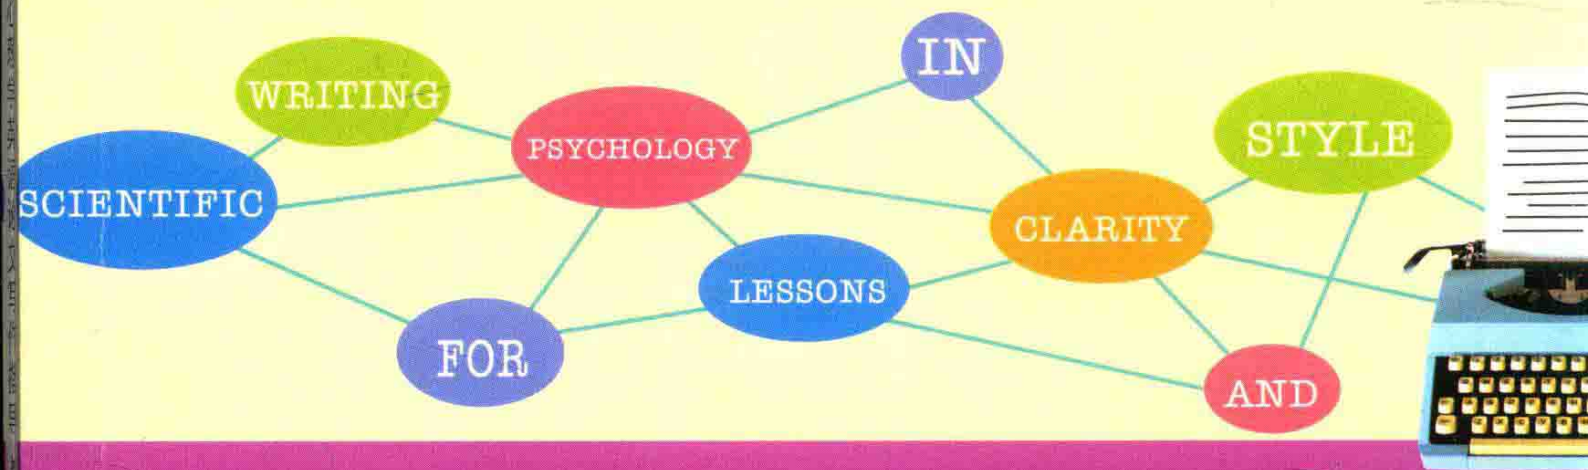 SCIENTIFIC
WRITING
FOR
PSYCHOLOGY
LESSONS
IN
CLARITY
AND
STYLE